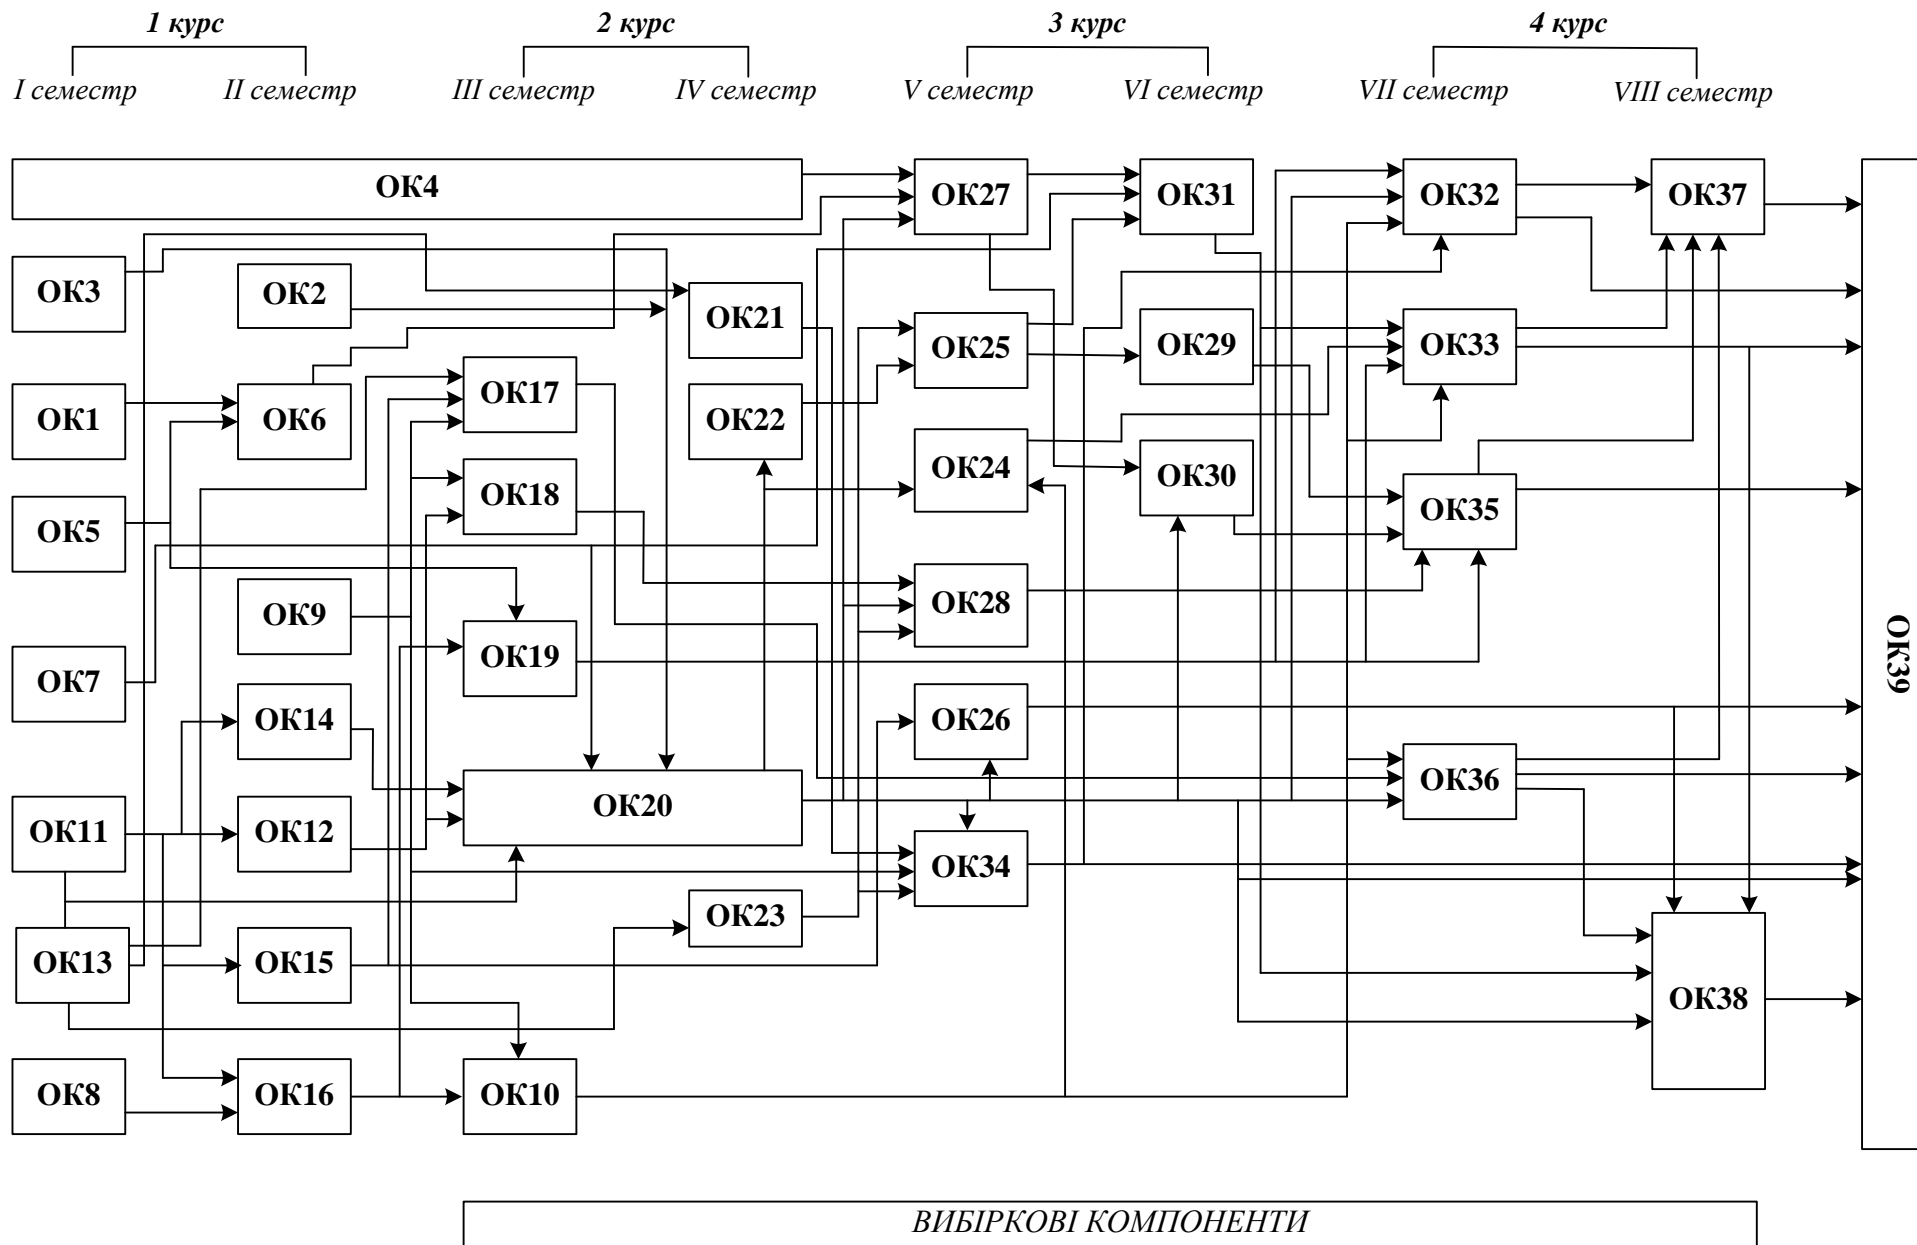 1 курс 2 курс 3 курс 4 курс
I семестр II семестр III семестр IV семестр V семестр VI семестр VII семестр VIII семестр
ОК4 ОК27 ОК31 ОК32 ОК37
ОК3 ОК2 ОК21 ОК25 ОК29 ОК33
ОК1 ОК6 ОК17 ОК22 ОК24 ОК30
ОК5 ОК18 ОК35
ОК9 ОК28
ОК7 ОК19 ОК39
ОК14 ОК26
ОК11 ОК12 ОК20 ОК36
ОК34
ОК13 ОК15 ОК23
ОК38
ОК8 ОК16 ОК10
ВИБІРКОВІ КОМПОНЕНТИ